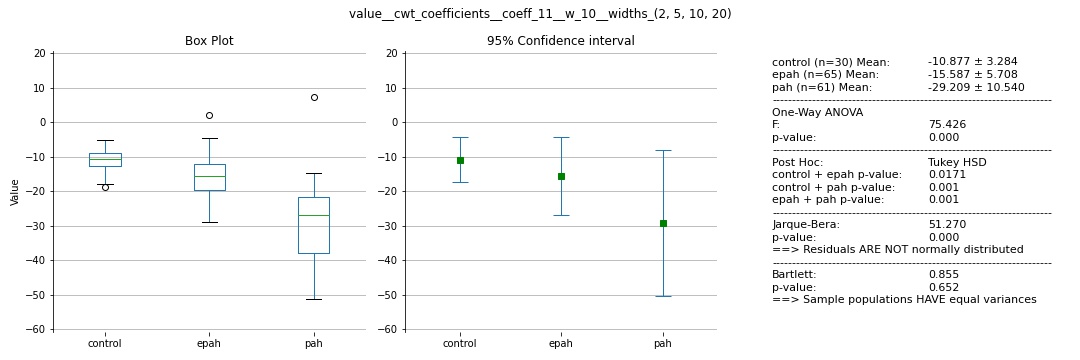 value__cwt_coefficients__coeff_11__w_10__widths_(2, 5, 10, 20)
Box Plot
20
10
0
−10
−20
−30
−40
−50
−60
Value
control
epah
pah
95% Confidence interval
20
10
0
−10
−20
−30
−40
−50
−60
control
epah
pah
control (n=30) Mean: -10.877 ± 3.284
epah (n=65) Mean: -15.587 ± 5.708
pah (n=61) Mean: -29.209 ± 10.540
One-Way ANOVA
F: 75.426
p-value: 0.000
Post Hoc: Tukey HSD
control + epah p-value: 0.0171
control + pah p-value: 0.001
epah + pah p-value: 0.001
Jarque-Bera: 51.270
p-value: 0.000
==> Residuals ARE NOT normally distributed
Bartlett: 0.855
p-value: 0.652
==> Sample populations HAVE equal variances